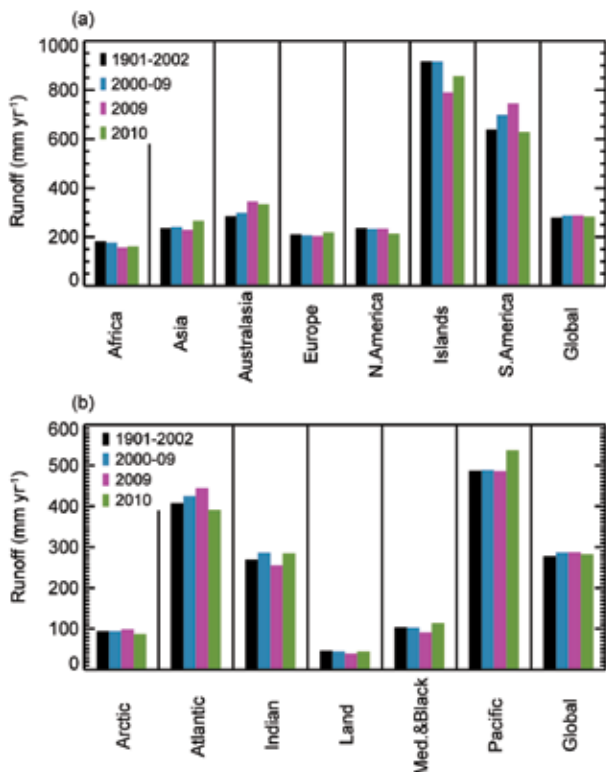 (a)
1000
800
600
400
200
0
Runoff (mm yr⁻¹)
1901-2002
2000-09
2009
2010
Africa
Asia
Australasia
Europe
N.America
Islands
S.America
Global
(b)
600
500
400
300
200
100
0
Runoff (mm yr⁻¹)
1901-2002
2000-09
2009
2010
Arctic
Atlantic
Indian
Land
Med.&Black
Pacific
Global